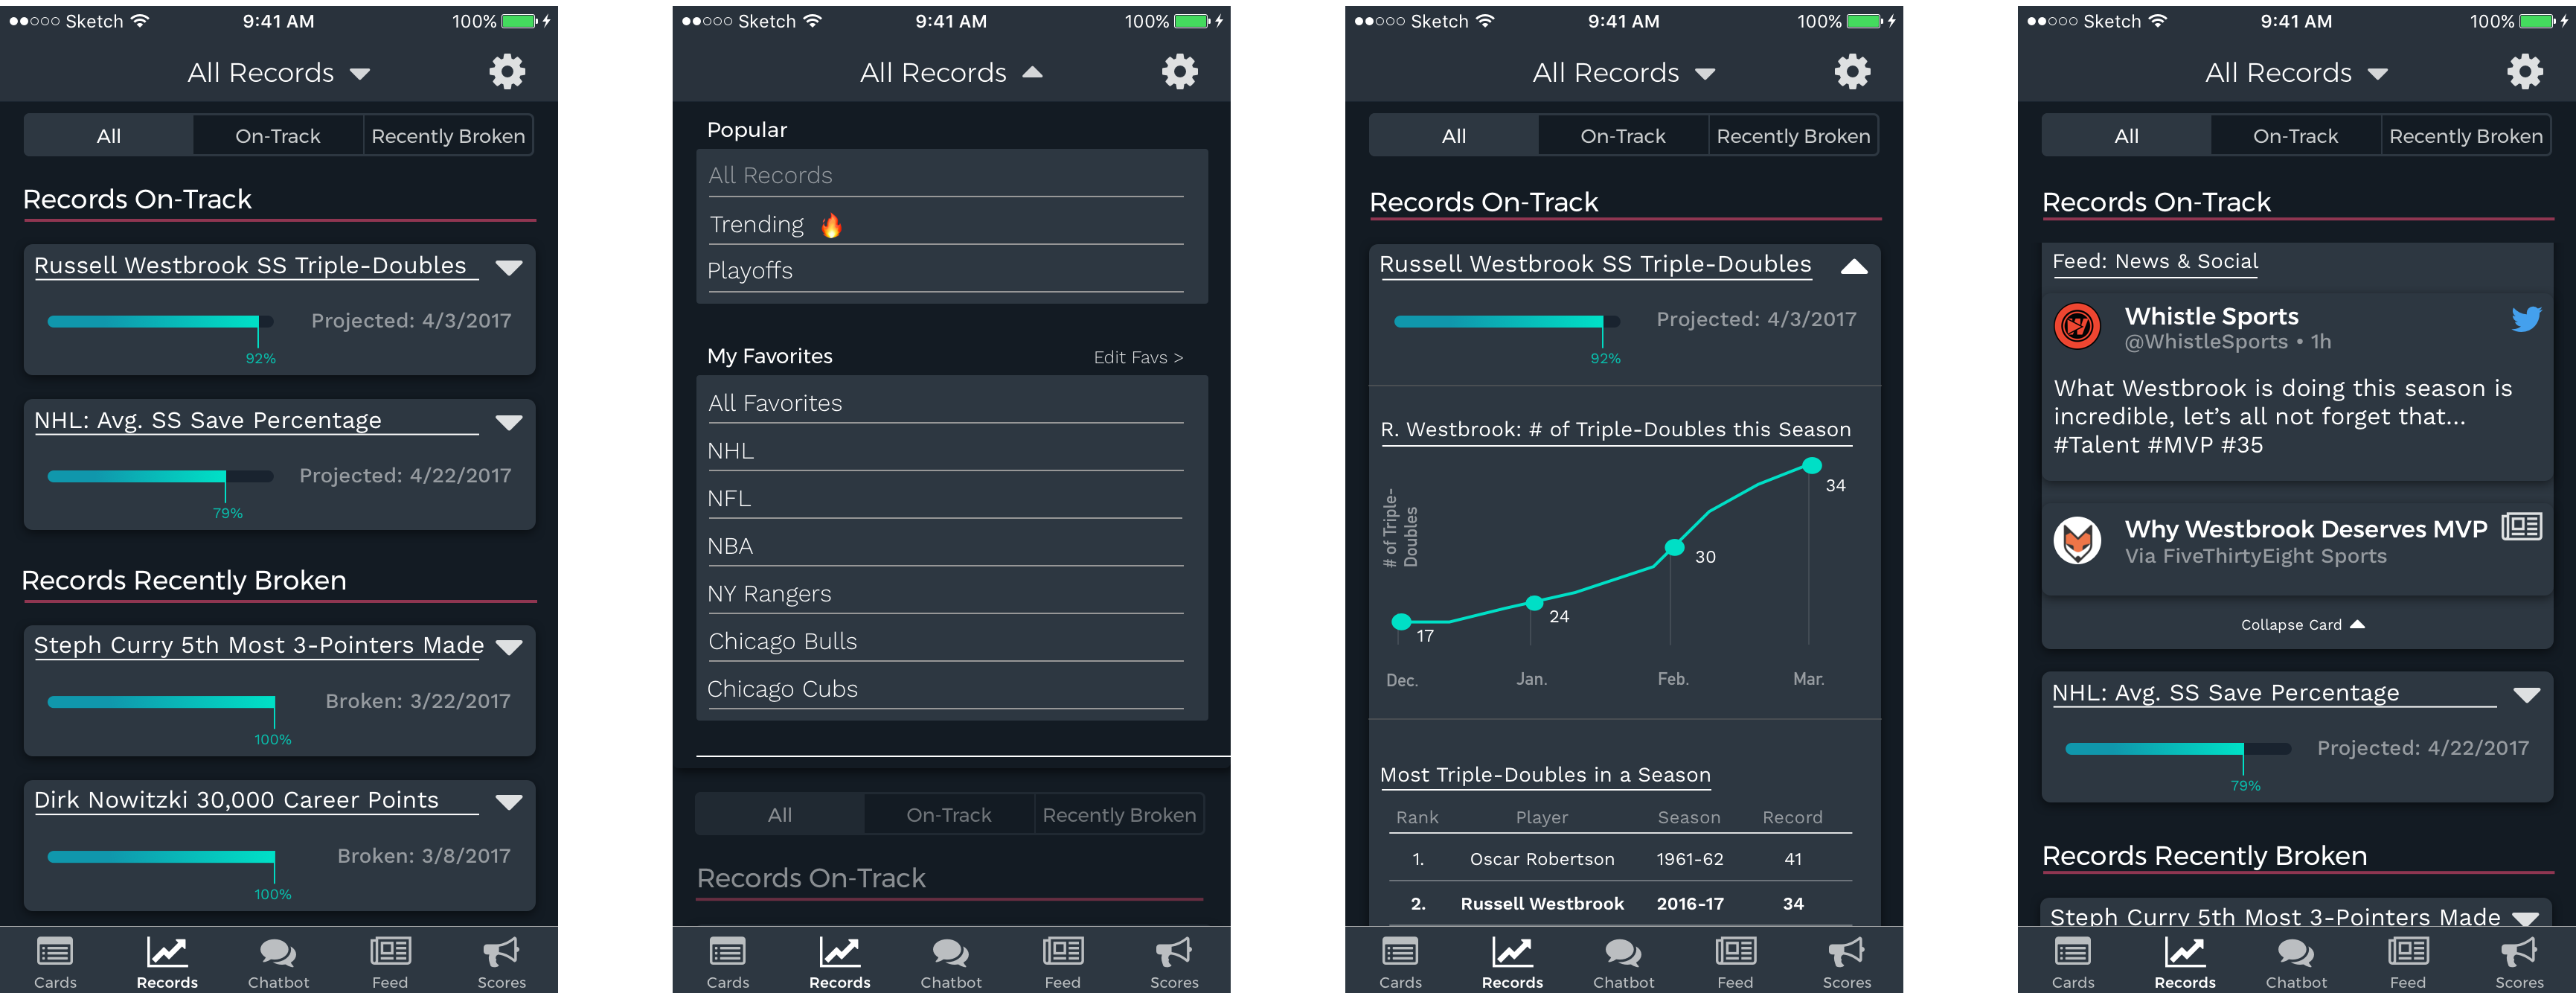 Sketch 9:41 AM 100%
All Records
All On-Track Recently Broken
Records On-Track
Russell Westbrook SS Triple-Doubles
Projected: 4/3/2017
92%
NHL: Avg. SS Save Percentage
Projected: 4/22/2017
79%
Records Recently Broken
Steph Curry 5th Most 3-Pointers Made
Broken: 3/22/2017
100%
Dirk Nowitzki 30,000 Career Points
Broken: 3/8/2017
100%
Cards Records Chatbot Feed Scores
Sketch 9:41 AM 100%
All Records
Popular
All Records
Trending 🔥
Playoffs
My Favorites Edit Favs >
All Favorites
NHL
NFL
NBA
NY Rangers
Chicago Bulls
Chicago Cubs
All On-Track Recently Broken
Records On-Track
Cards Records Chatbot Feed Scores
Sketch 9:41 AM 100%
All Records
All On-Track Recently Broken
Records On-Track
Russell Westbrook SS Triple-Doubles
Projected: 4/3/2017
92%
R. Westbrook: # of Triple-Doubles this Season
# of Triple-
Doubles
34
30
24
17
Dec. Jan. Feb. Mar.
Most Triple-Doubles in a Season
Rank Player Season Record
1. Oscar Robertson 1961-62 41
2. Russell Westbrook 2016-17 34
Cards Records Chatbot Feed Scores
Sketch 9:41 AM 100%
All Records
All On-Track Recently Broken
Records On-Track
Feed: News & Social
Whistle Sports
@WhistleSports • 1h
What Westbrook is doing this season is
incredible, let's all not forget that...
#Talent #MVP #35
Why Westbrook Deserves MVP
Via FiveThirtyEight Sports
Collapse Card
NHL: Avg. SS Save Percentage
Projected: 4/22/2017
79%
Records Recently Broken
Steph Curry 5th Most 3-Pointers Made
Cards Records Chatbot Feed Scores